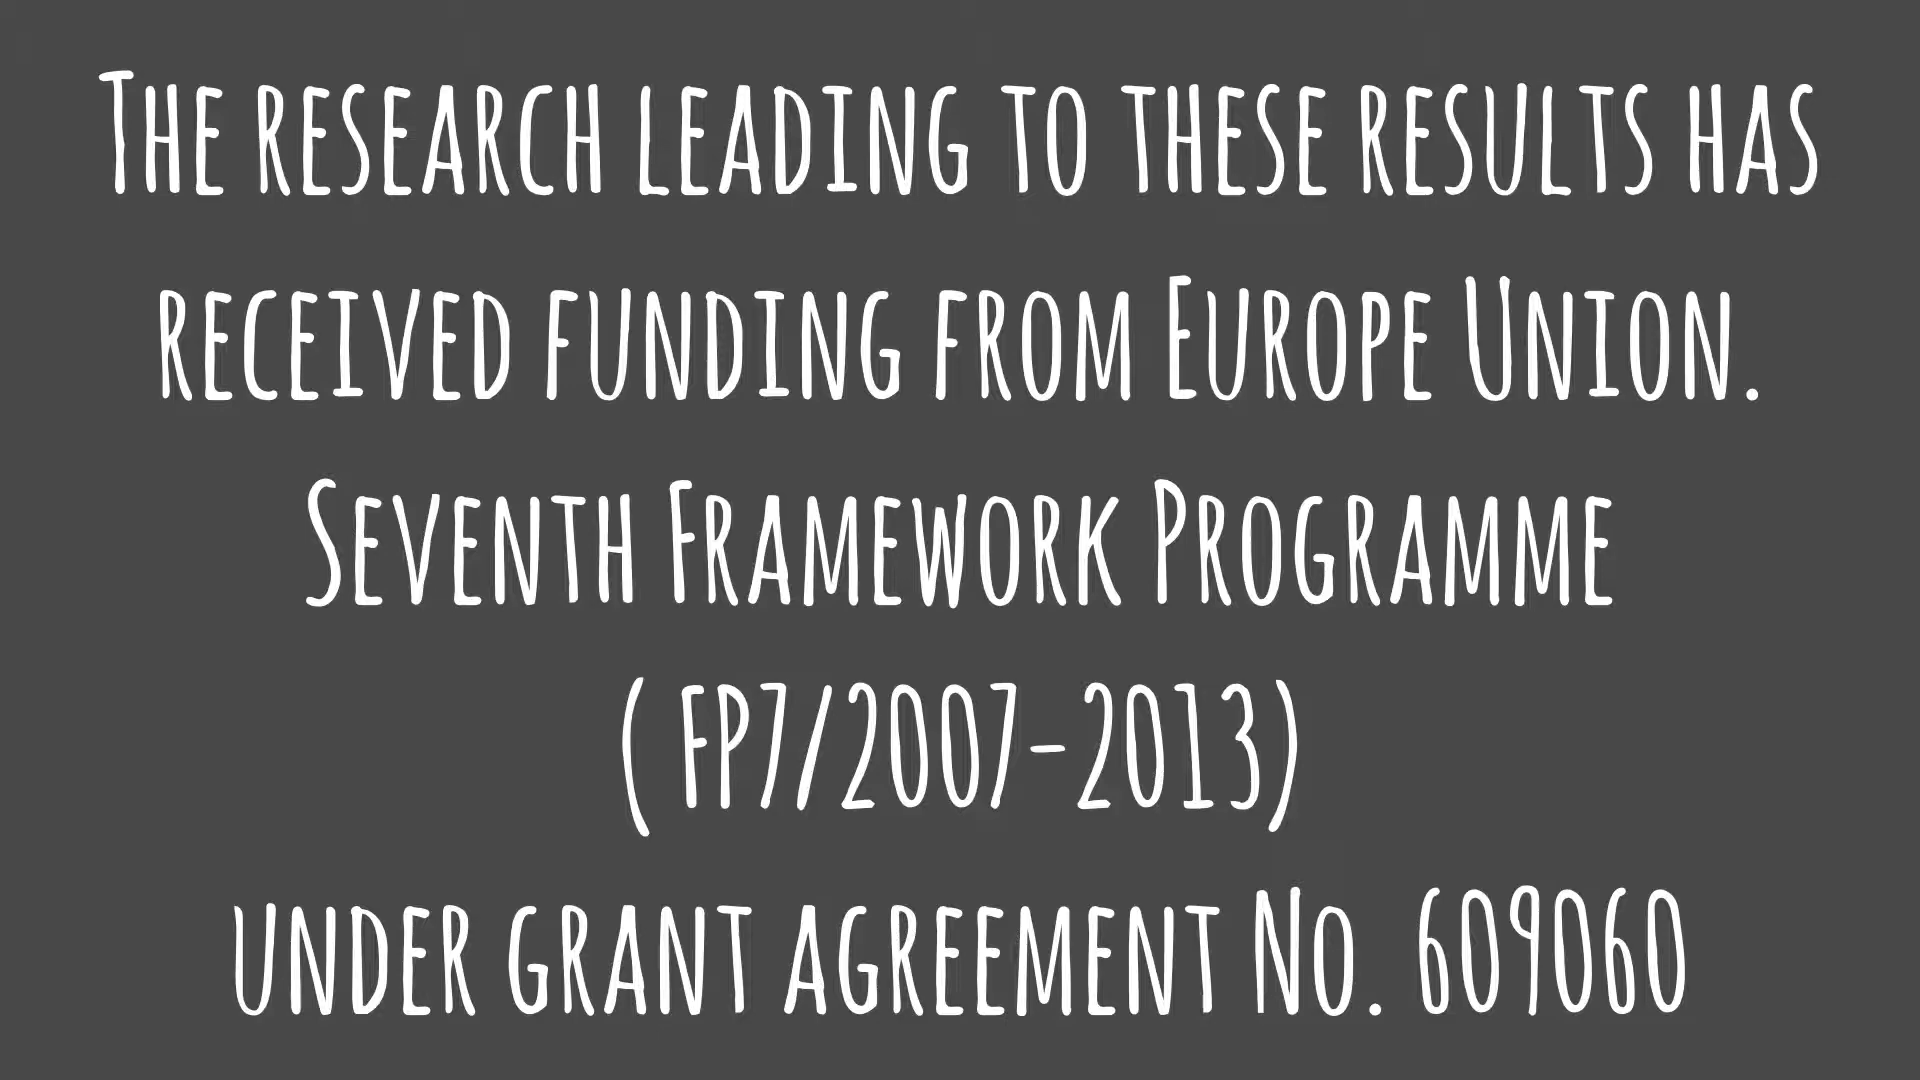 The research leading to these results has
received funding from Europe Union.
Seventh Framework Programme
( FP7/2007-2013)
under grant agreement No. 609060